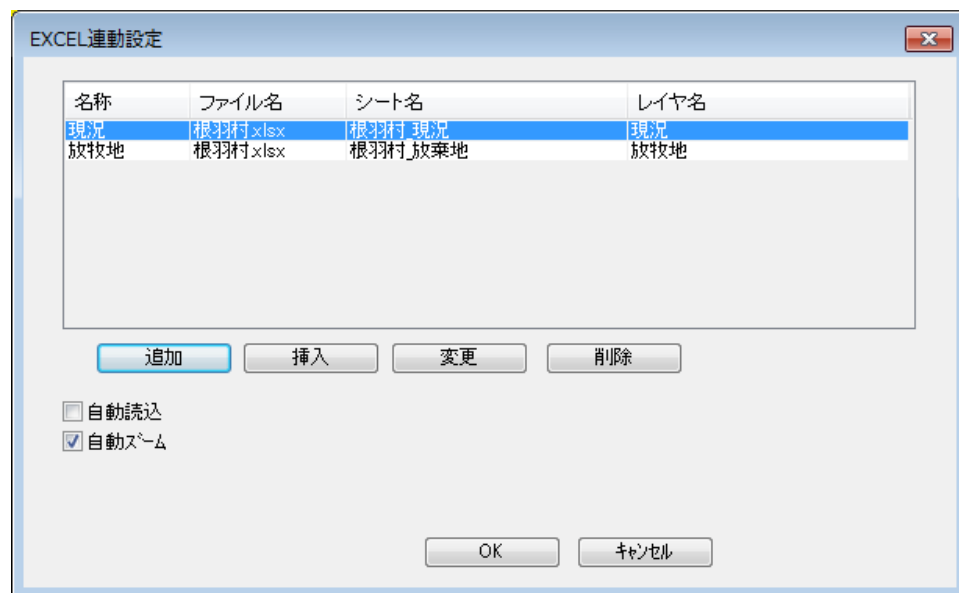 EXCEL連動設定
名称 ファイル名 シート名 レイヤ名
現況 根羽村.xlsx 根羽村_現況 現況
放牧地 根羽村.xlsx 根羽村_放棄地 放牧地
追加 挿入 変更 削除
自動読込
自動ズーム
OK キャンセル